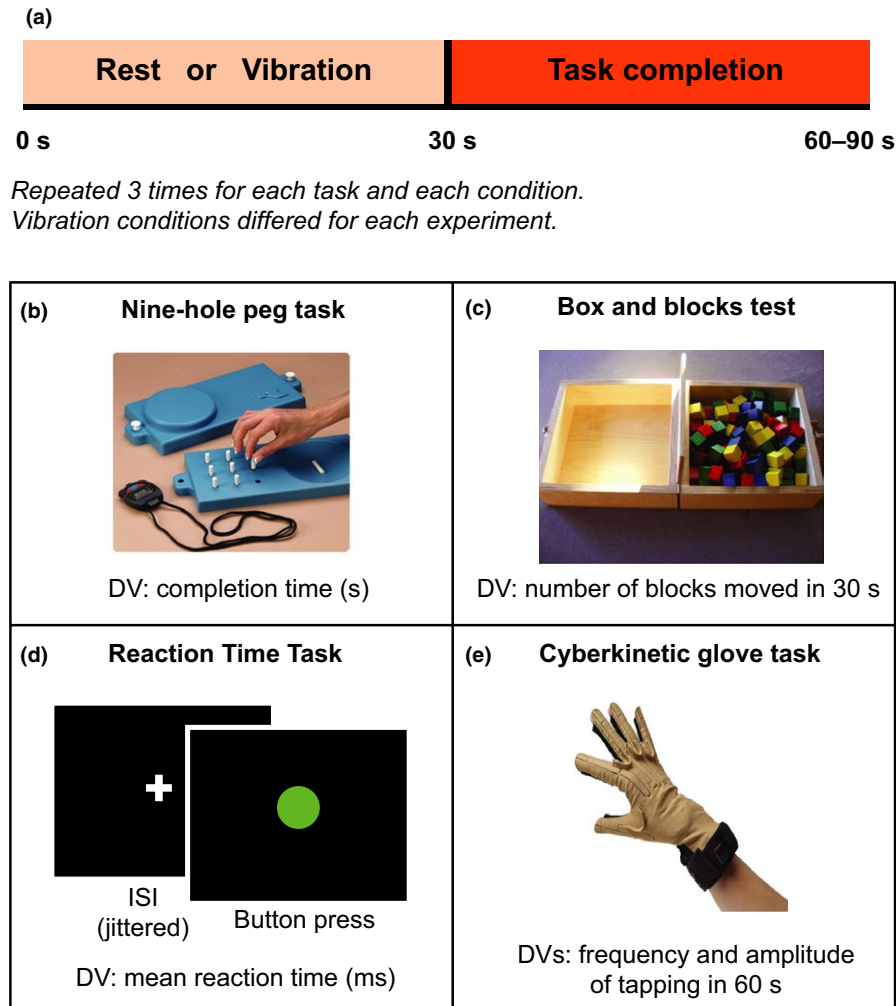 (a)
Rest or Vibration Task completion
0 s 30 s 60–90 s
Repeated 3 times for each task and each condition.
Vibration conditions differed for each experiment.
(b) Nine-hole peg task
DV: completion time (s)
(c) Box and blocks test
DV: number of blocks moved in 30 s
(d) Reaction Time Task
ISI
(jittered)
Button press
DV: mean reaction time (ms)
(e) Cyberkinetic glove task
DVs: frequency and amplitude
of tapping in 60 s